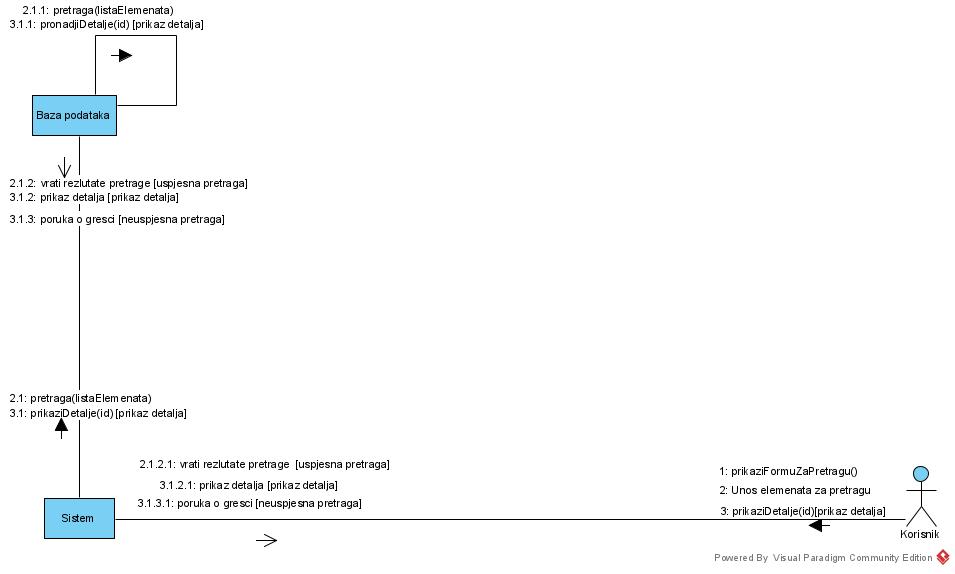 2.1.1: pretraga(listaElemenata)
3.1.1: pronadjiDetalje(id) [prikaz detalja]
Baza podataka
2.1.2: vrati rezlutate pretrage [uspjesna pretraga]
3.1.2: prikaz detalja [prikaz detalja]
3.1.3: poruka o gresci [neuspjesna pretraga]
2.1: pretraga(listaElemenata)
3.1: prikaziDetalje(id) [prikaz detalja]
2.1.2.1: vrati rezlutate pretrage [uspjesna pretraga]
3.1.2.1: prikaz detalja [prikaz detalja]
3.1.3.1: poruka o gresci [neuspjesna pretraga]
Sistem
1: prikaziFormuZaPretragu()
2: Unos elemenata za pretragu
3: prikaziDetalje(id)[prikaz detalja]
Korisnik
Powered By Visual Paradigm Community Edition